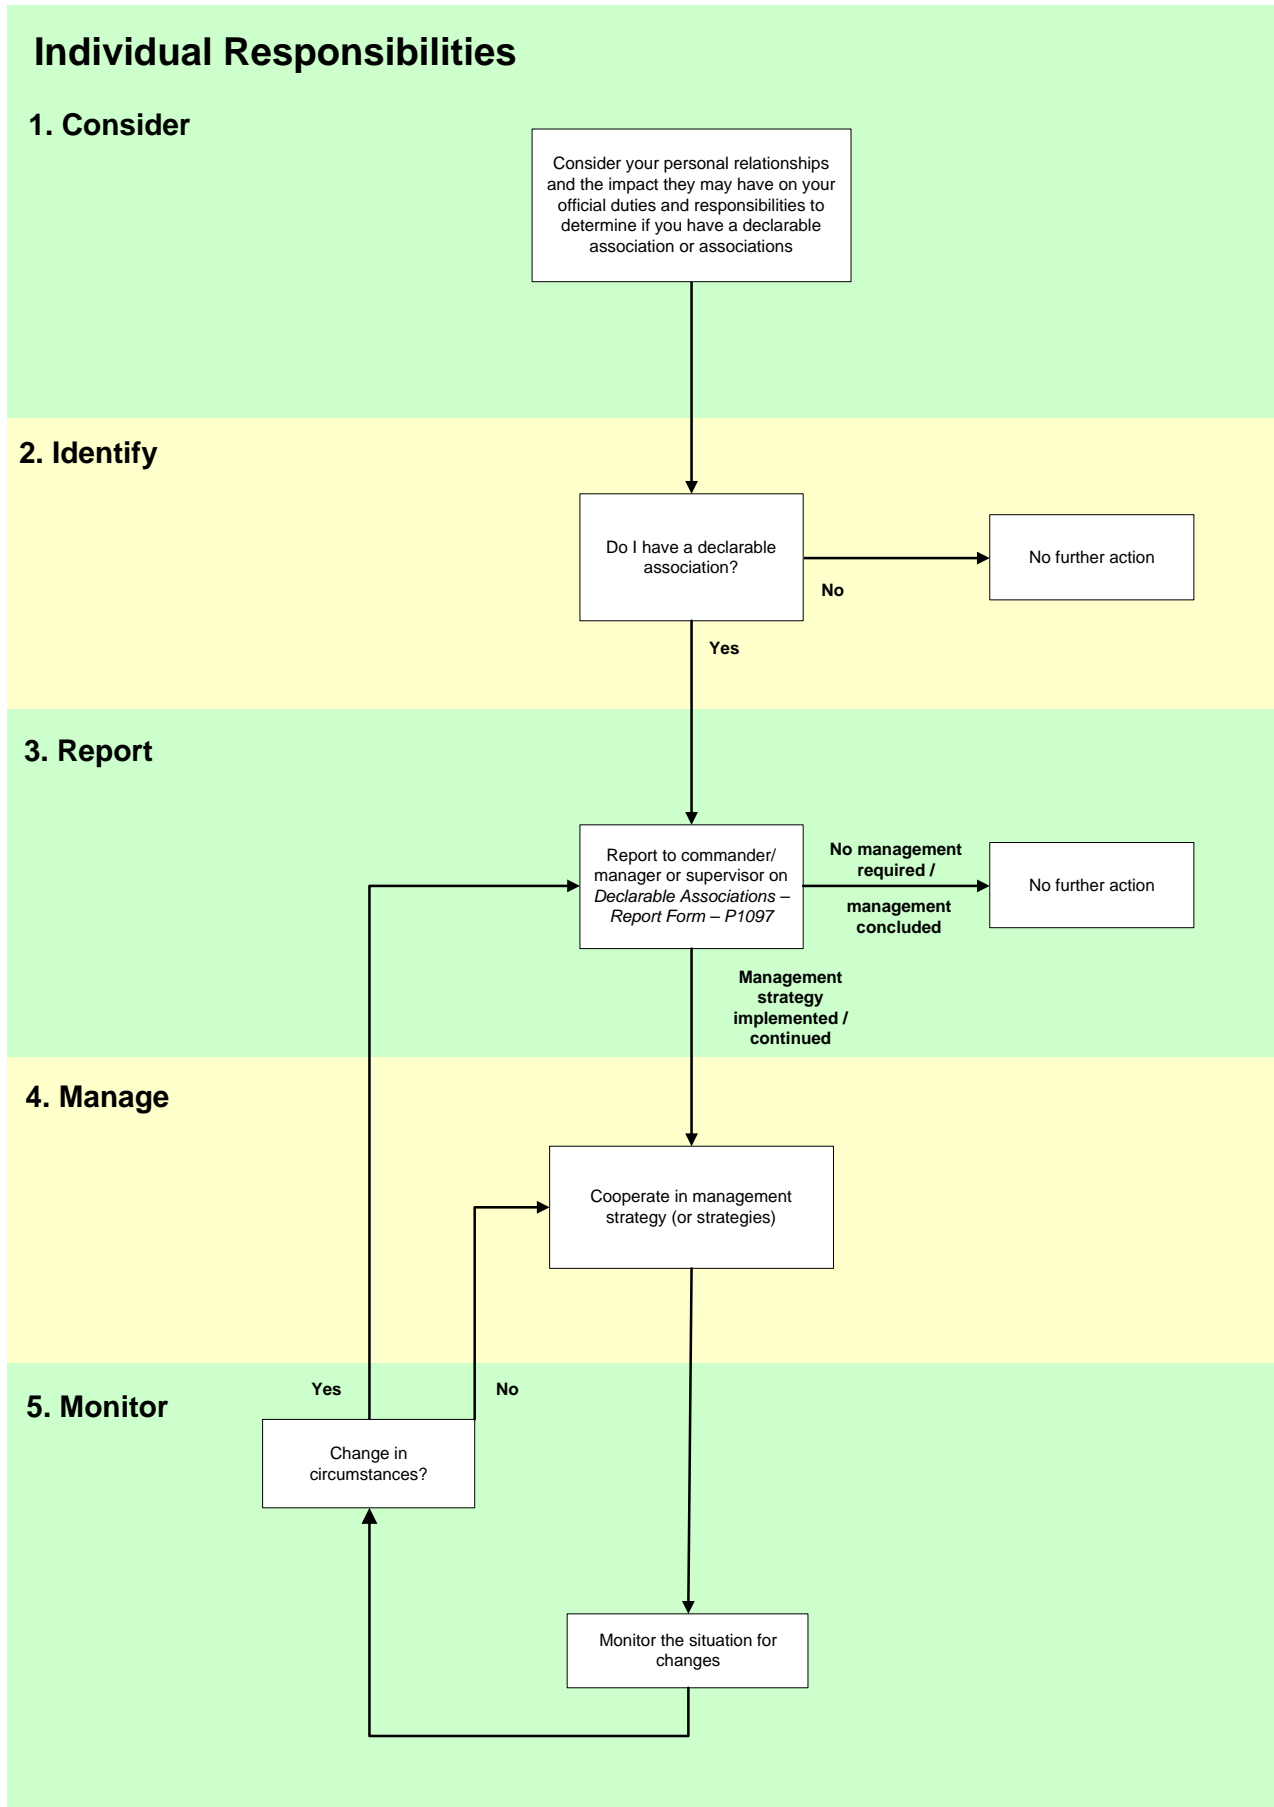 Individual Responsibilities
1. Consider
Consider your personal relationships
and the impact they may have on your
official duties and responsibilities to
determine if you have a declarable
association or associations
2. Identify
Do I have a declarable
association?
No
No further action
Yes
3. Report
Report to commander/
manager or supervisor on
Declarable Associations –
Report Form – P1097
No management
required /
management
concluded
No further action
Management
strategy
implemented /
continued
4. Manage
Cooperate in management
strategy (or strategies)
5. Monitor
Yes
No
Change in
circumstances?
Monitor the situation for
changes